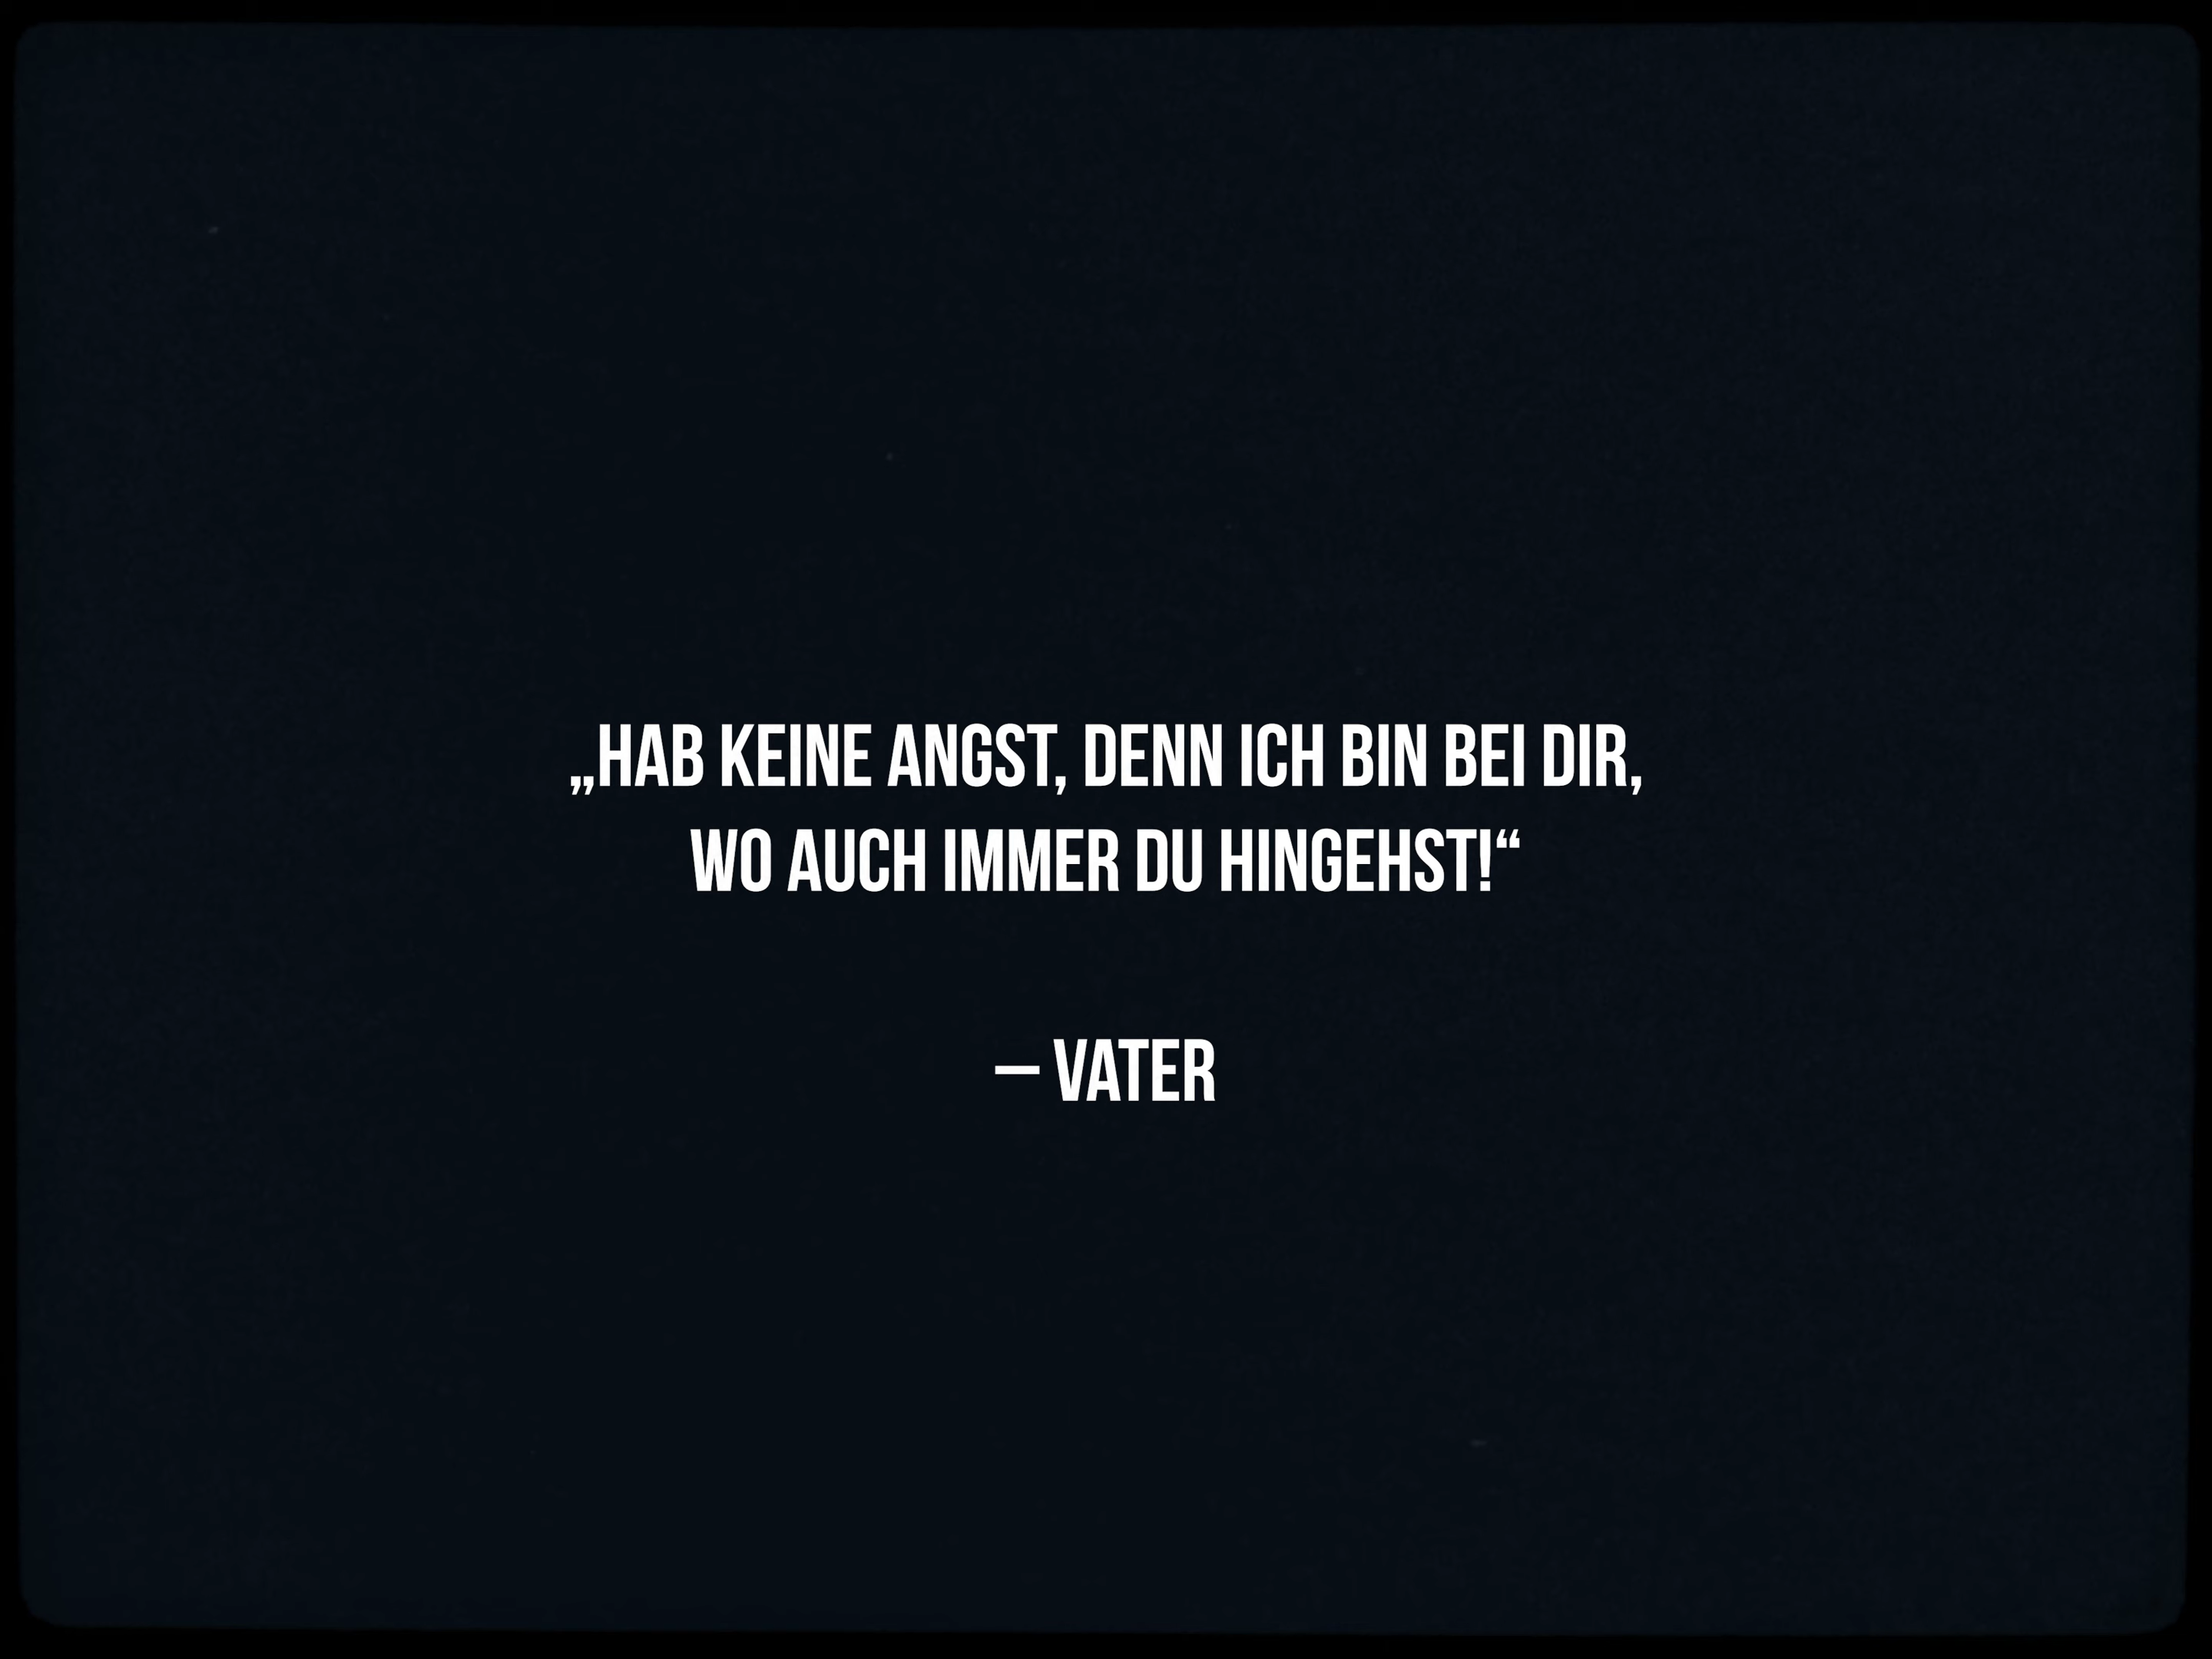 „HAB KEINE ANGST, DENN ICH BIN BEI DIR,
WO AUCH IMMER DU HINGEHST!“
— VATER